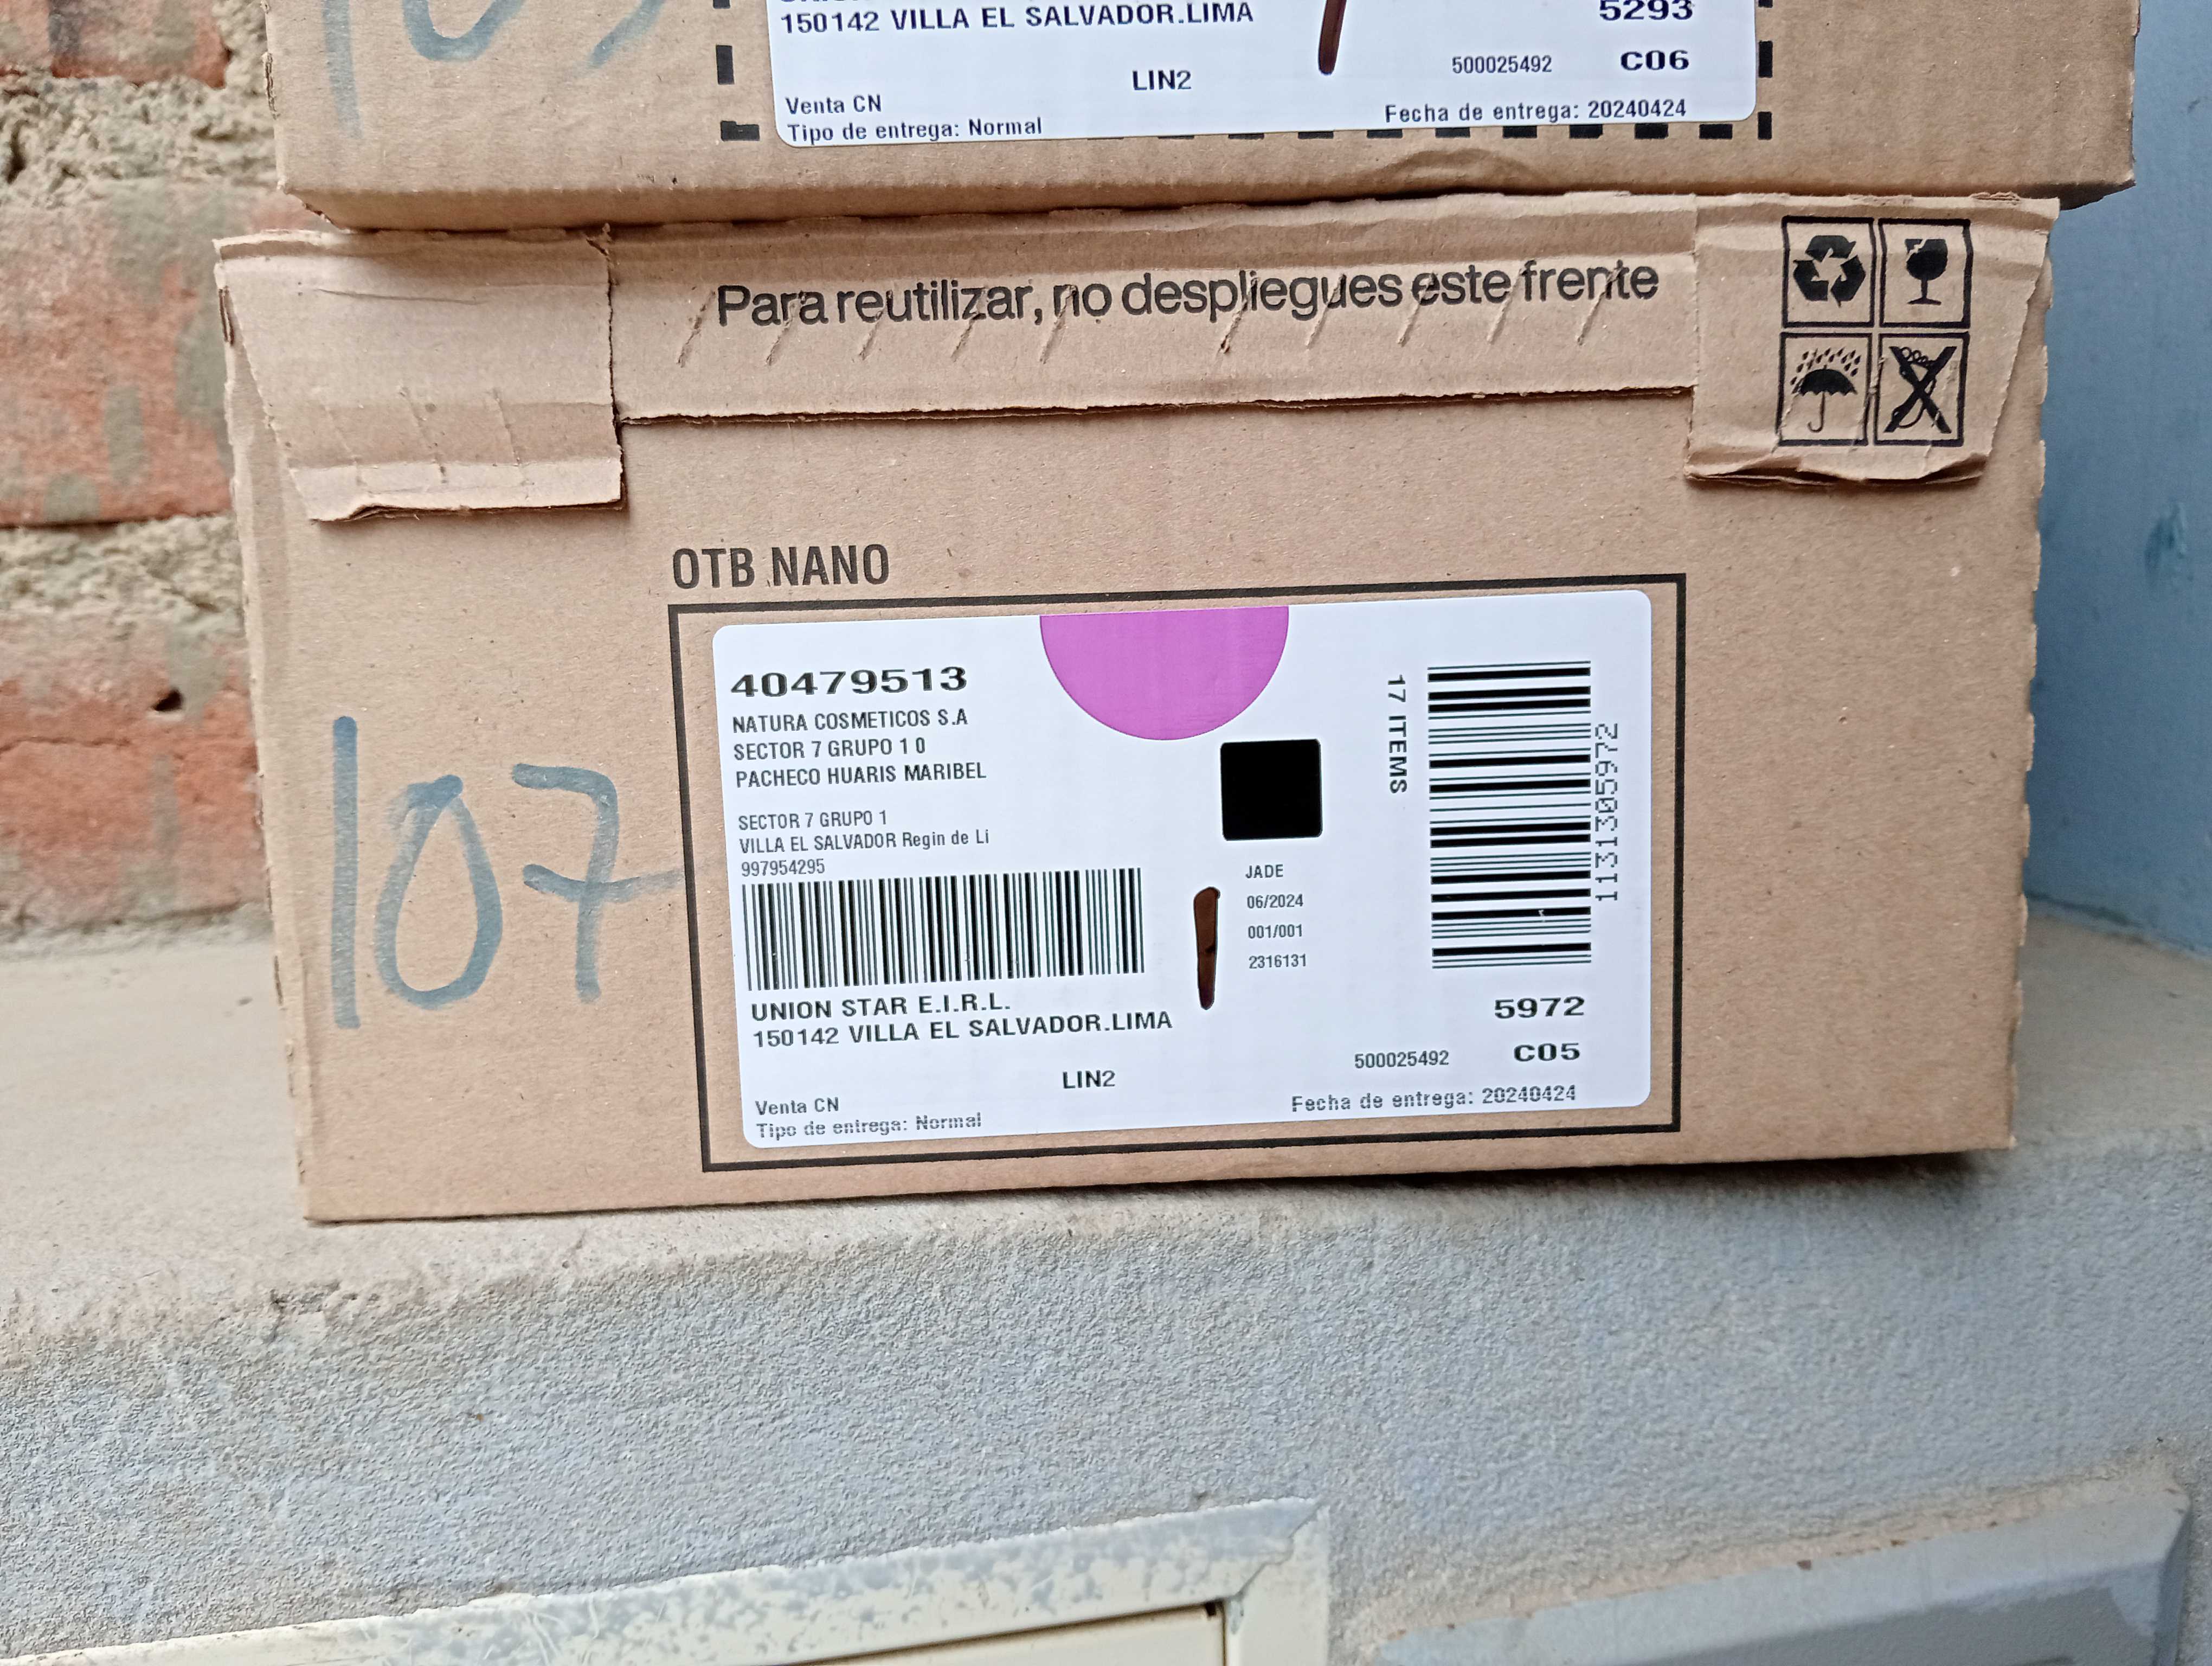 150142 VILLA EL SALVADOR.LIMA
5293
LIN2
500025492
C06
Venta CN
Tipo de entrega: Normal
Fecha de entrega: 20240424
Para reutilizar, no despliegues este frente
OTB NANO
107
40479513
NATURA COSMETICOS S.A
SECTOR 7 GRUPO 1 0
PACHECO HUARIS MARIBEL
SECTOR 7 GRUPO 1
VILLA EL SALVADOR Regin de Li
997954295
UNION STAR E.I.R.L.
150142 VILLA EL SALVADOR.LIMA
LIN2
Venta CN
Tipo de entrega: Normal
JADE
06/2024
001/001
2316131
17 ITEMS
1131305972
5972
500025492
C05
Fecha de entrega: 20240424